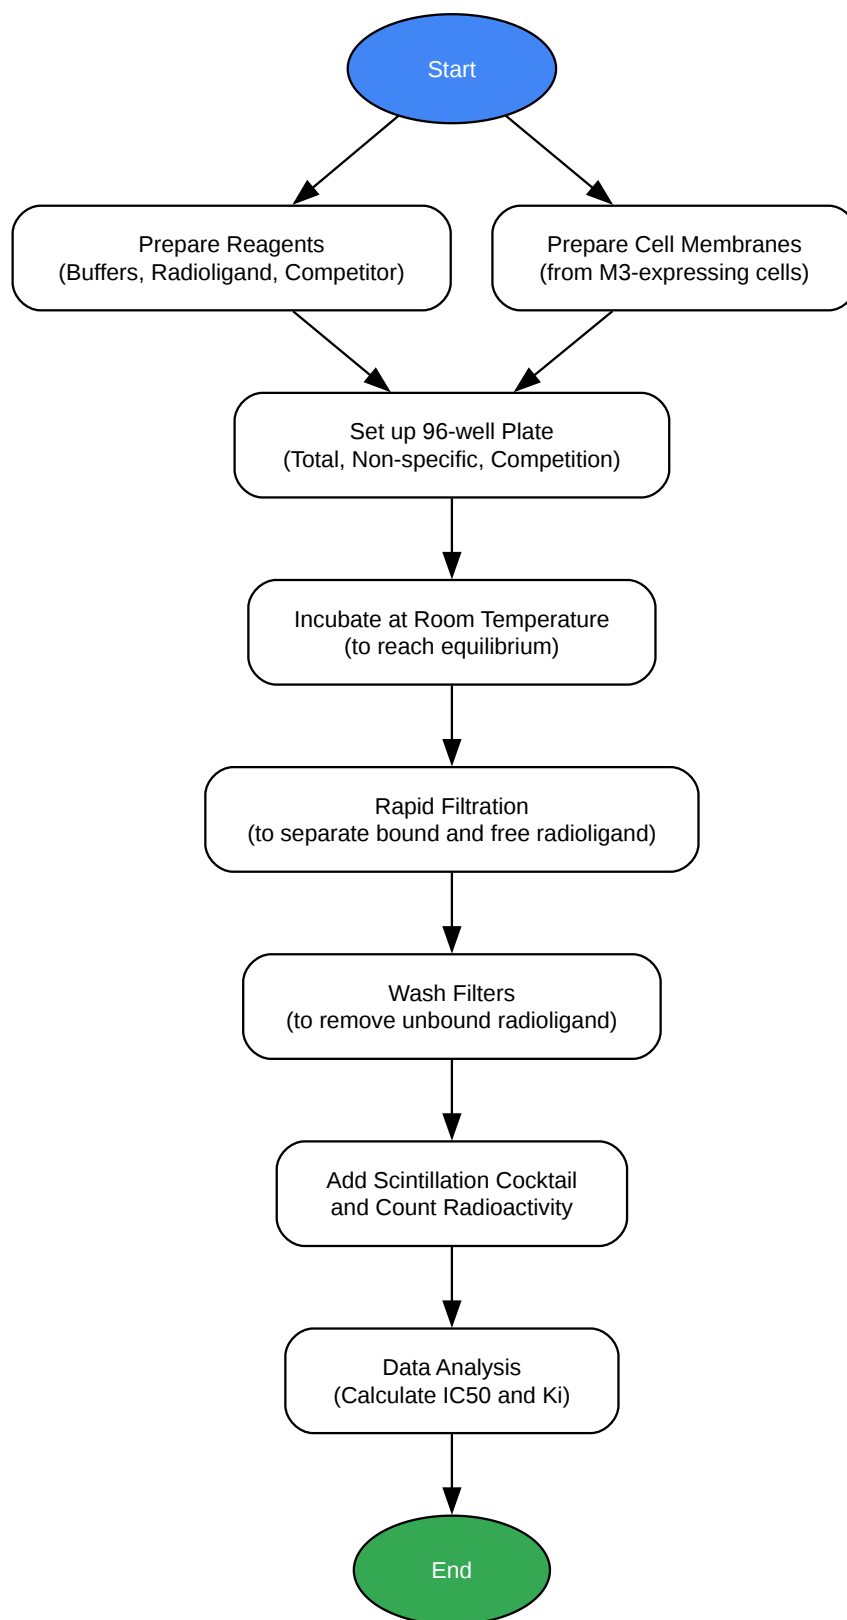 Start
Prepare Reagents
(Buffers, Radioligand, Competitor)
Prepare Cell Membranes
(from M3-expressing cells)
Set up 96-well Plate
(Total, Non-specific, Competition)
Incubate at Room Temperature
(to reach equilibrium)
Rapid Filtration
(to separate bound and free radioligand)
Wash Filters
(to remove unbound radioligand)
Add Scintillation Cocktail
and Count Radioactivity
Data Analysis
(Calculate IC50 and Ki)
End